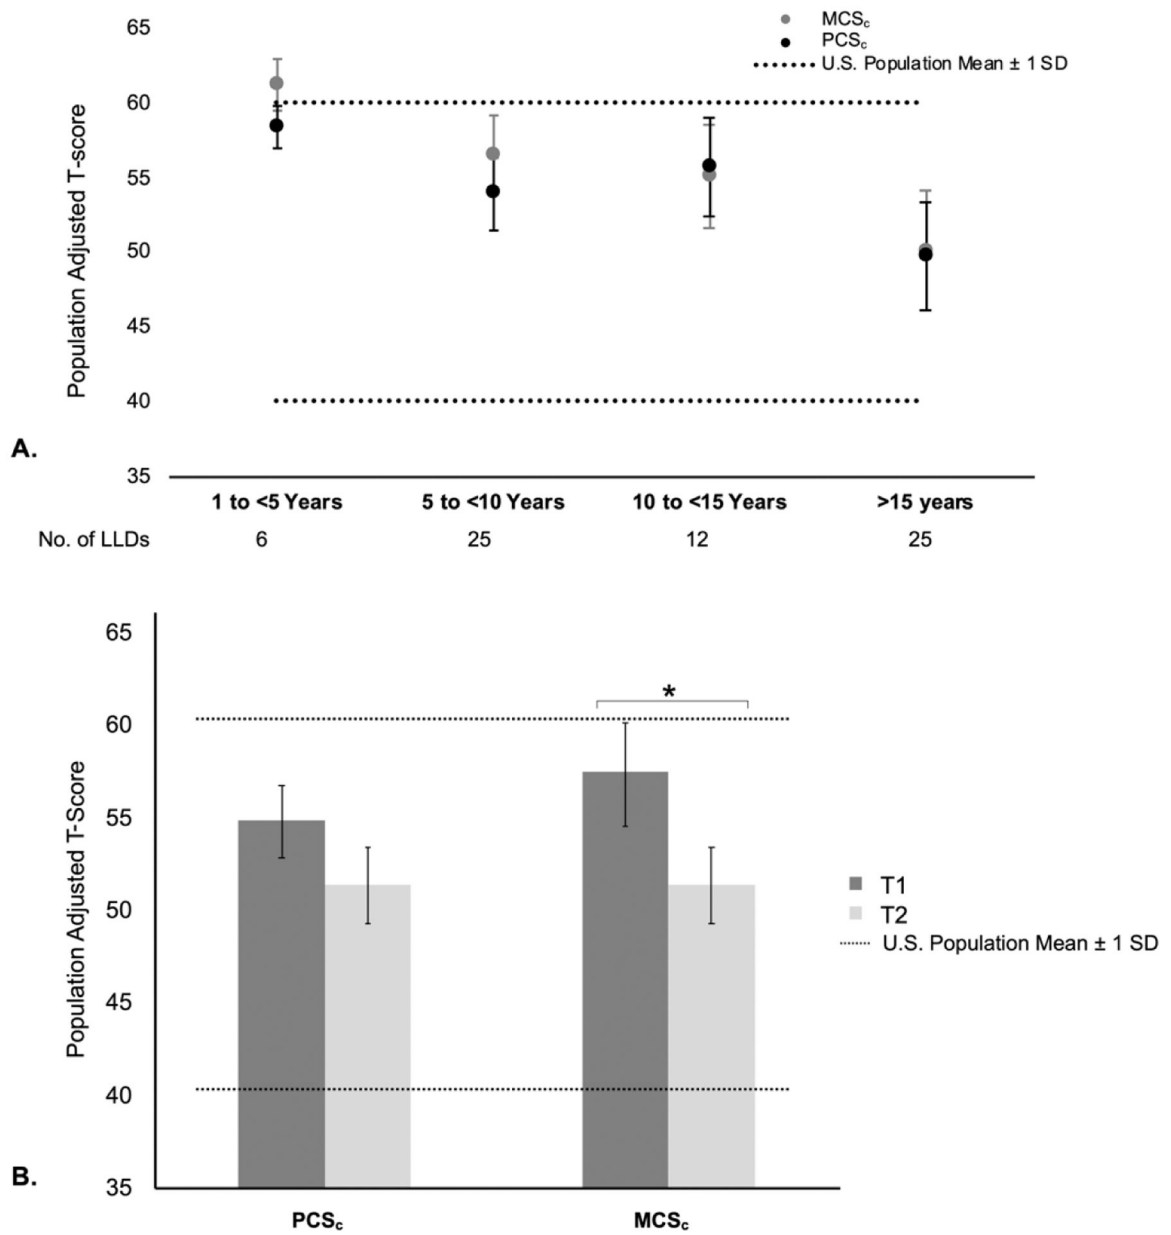 65
MCSc
PCSc
U.S. Population Mean ± 1 SD
60
55
50
45
40
35
Population Adjusted T-score
A.
1 to <5 Years 5 to <10 Years 10 to <15 Years >15 years
No. of LLDs 6 25 12 25
65
60
55
50
45
40
35
Population Adjusted T-Score
*
T1
T2
U.S. Population Mean ± 1 SD
B.
PCSc MCSc